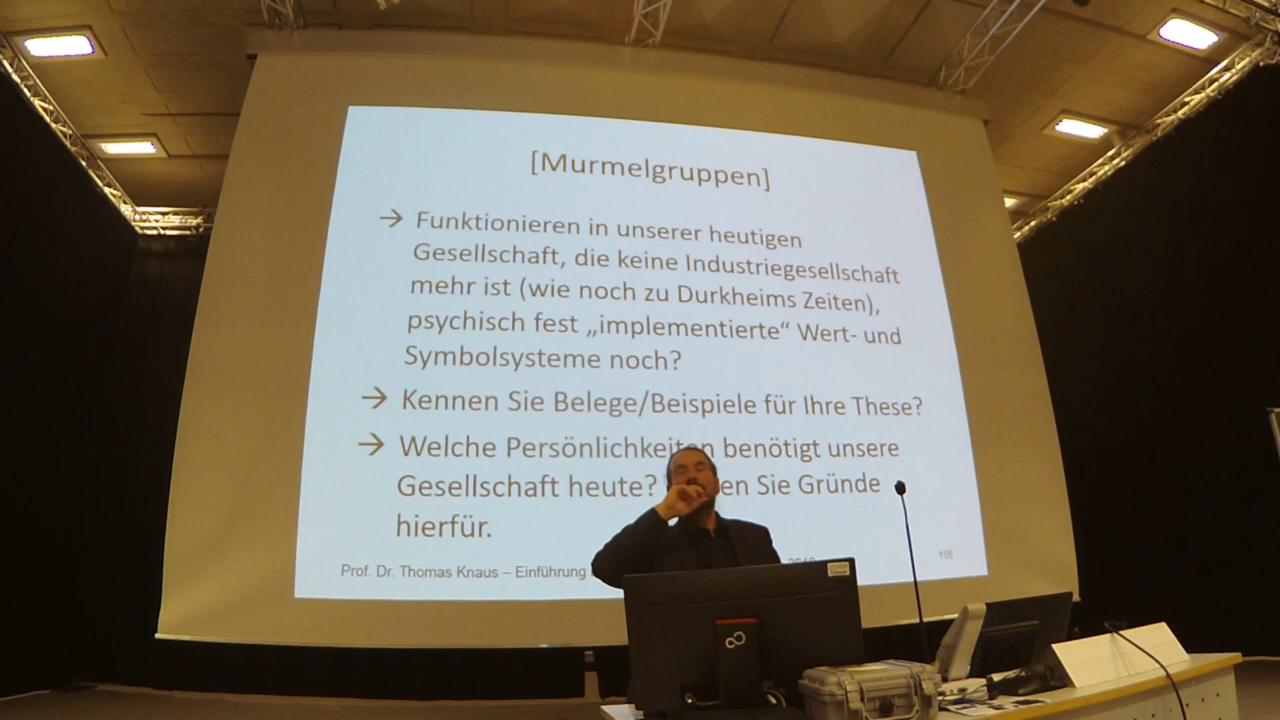 [Murmelgruppen]
→ Funktionieren in unserer heutigen
Gesellschaft, die keine Industriegesellschaft
mehr ist (wie noch zu Durkheims Zeiten),
psychisch fest „implementierte“ Wert- und
Symbolsysteme noch?
→ Kennen Sie Belege/Beispiele für Ihre These?
→ Welche Persönlichkeiten benötigt unsere
Gesellschaft heute? en Sie Gründe
hierfür.
Prof. Dr. Thomas Knaus – Einführung
116